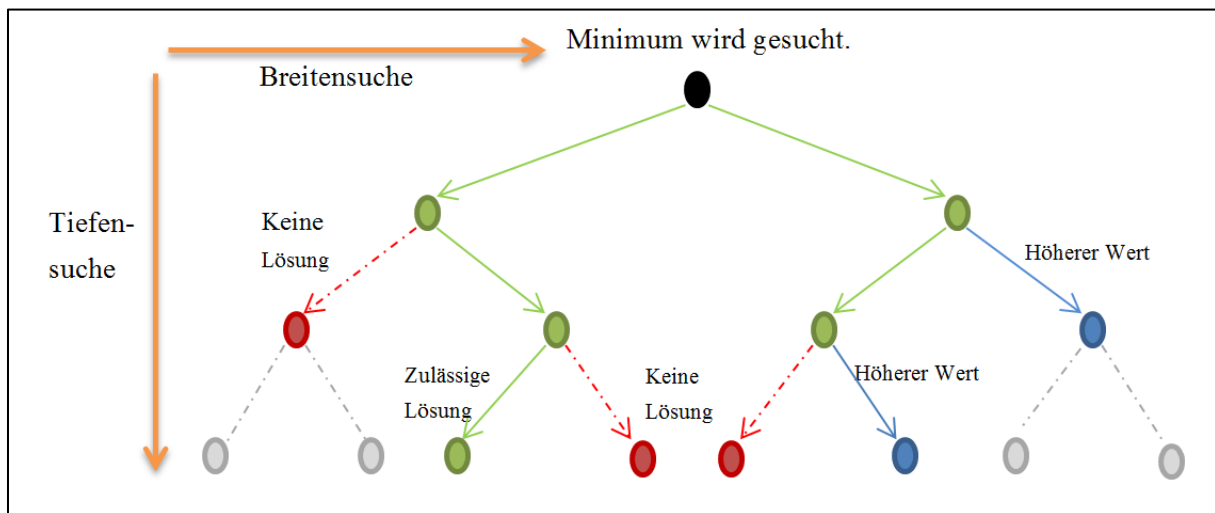 Minimum wird gesucht.
Breitensuche
Tiefen-
suche
Keine
Lösung
Höherer Wert
Zulässige
Lösung
Keine
Lösung
Höherer Wert